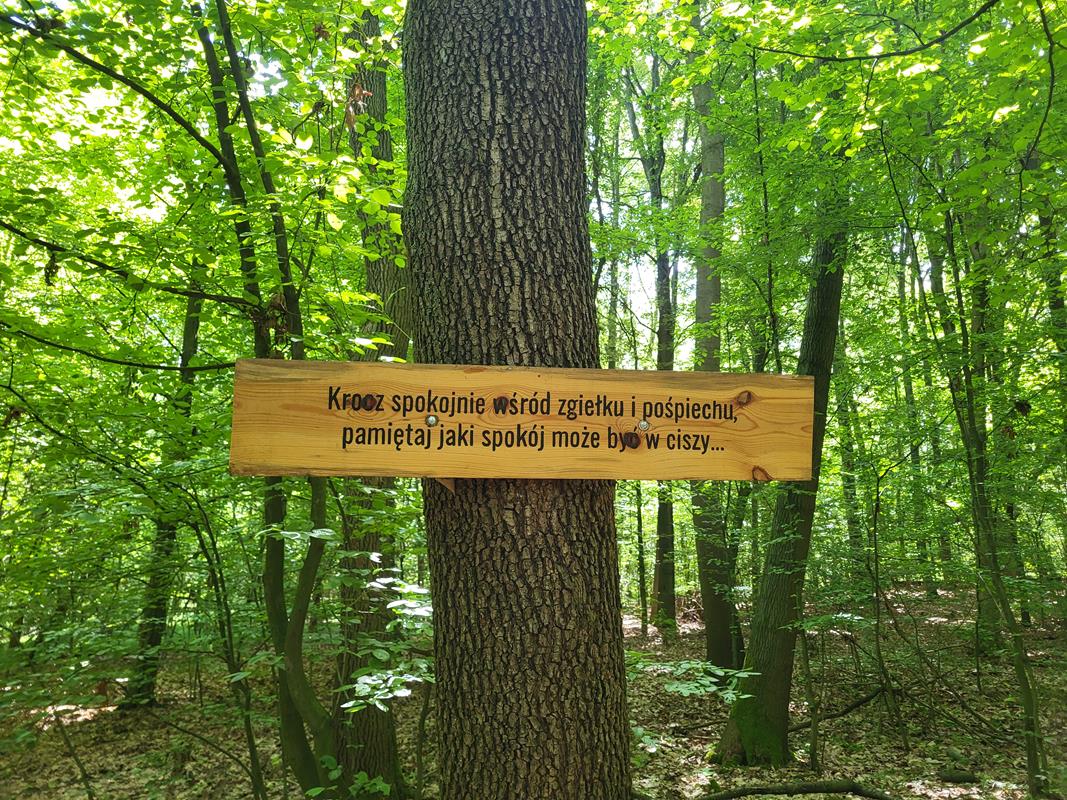 Krocz spokojnie wśród zgiełku i pośpiechu,
pamiętaj jaki spokój może być w ciszy...